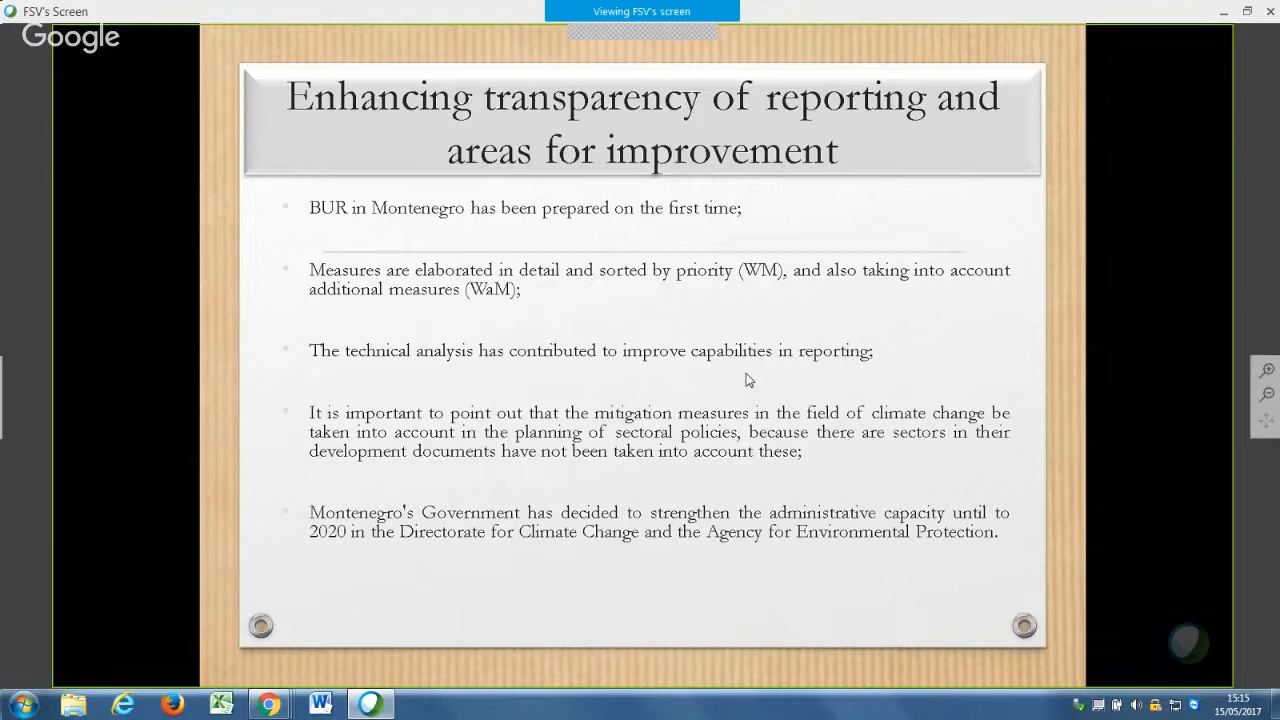 FSV's Screen
Viewing FSV's screen
Google
Enhancing transparency of reporting and
areas for improvement
BUR in Montenegro has been prepared on the first time;
Measures are elaborated in detail and sorted by priority (WM), and also taking into account
additional measures (WaM);
The technical analysis has contributed to improve capabilities in reporting;
It is important to point out that the mitigation measures in the field of climate change be
taken into account in the planning of sectoral policies, because there are sectors in their
development documents have not been taken into account these;
Montenegro's Government has decided to strengthen the administrative capacity until to
2020 in the Directorate for Climate Change and the Agency for Environmental Protection.
15:15
15/05/2017